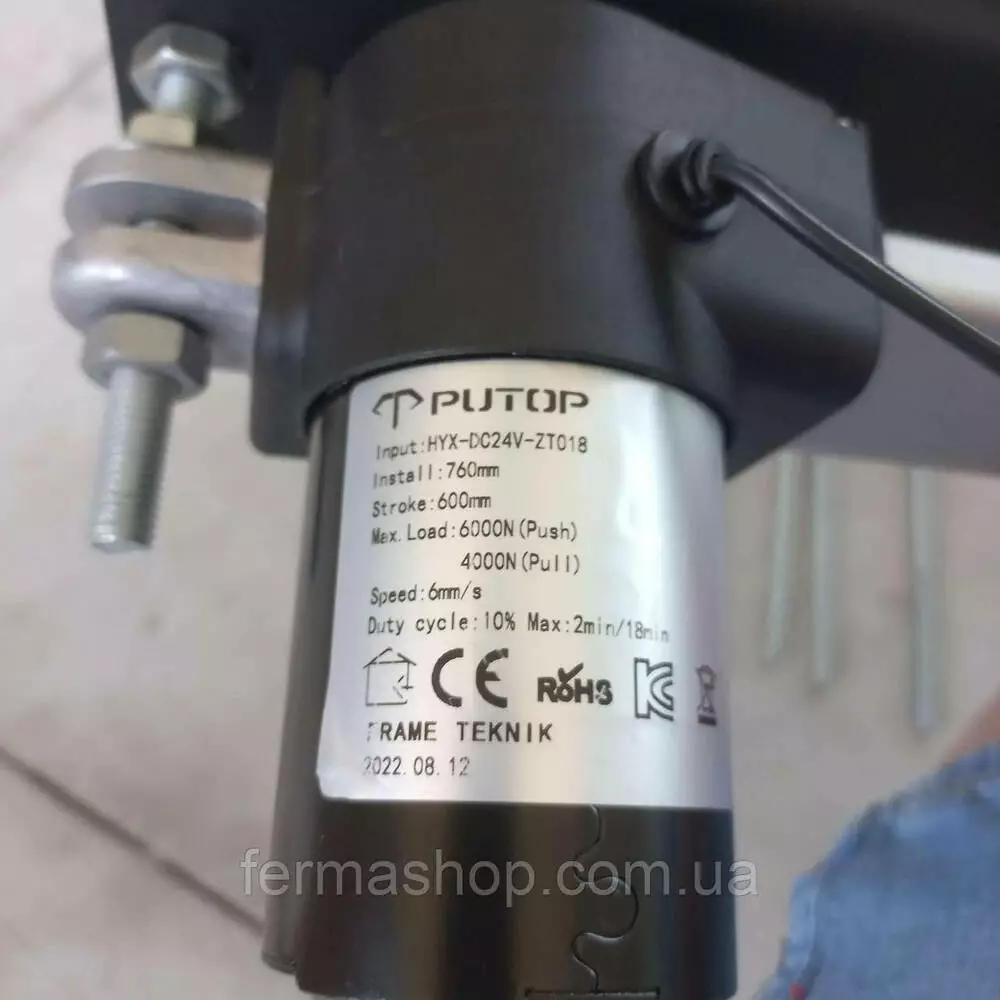 PUTOP
Input:HYX-DC24V-ZT018
Install:760mm
Stroke:600mm
Max. Load:6000N(Push)
4000N(Pull)
Speed:6mm/s
Duty cycle:10% Max:2min/18min
CE RoHS KC
FRAME TEKNIK
2022.08.12
fermashop.com.ua